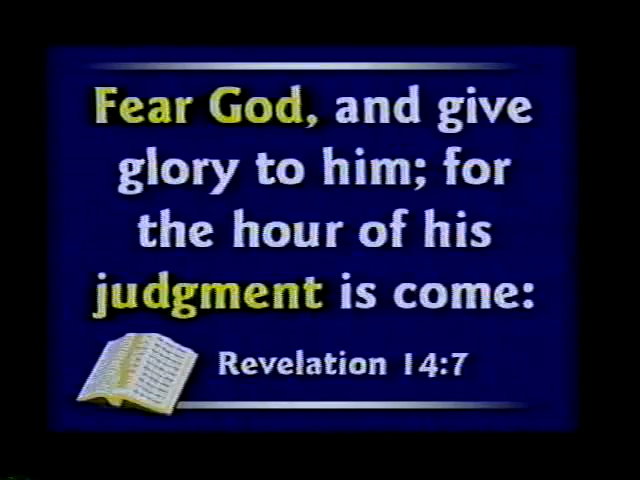 Fear God, and give
glory to him; for
the hour of his
judgment is come:
Revelation 14:7